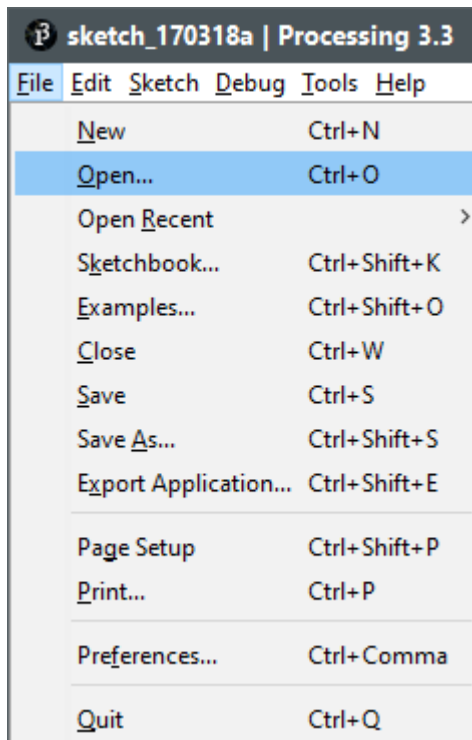 sketch_170318a | Processing 3.3
File Edit Sketch Debug Tools Help
New Ctrl+N
Open... Ctrl+O
Open Recent >
Sketchbook... Ctrl+Shift+K
Examples... Ctrl+Shift+O
Close Ctrl+W
Save Ctrl+S
Save As... Ctrl+Shift+S
Export Application... Ctrl+Shift+E
Page Setup Ctrl+Shift+P
Print... Ctrl+P
Preferences... Ctrl+Comma
Quit Ctrl+Q